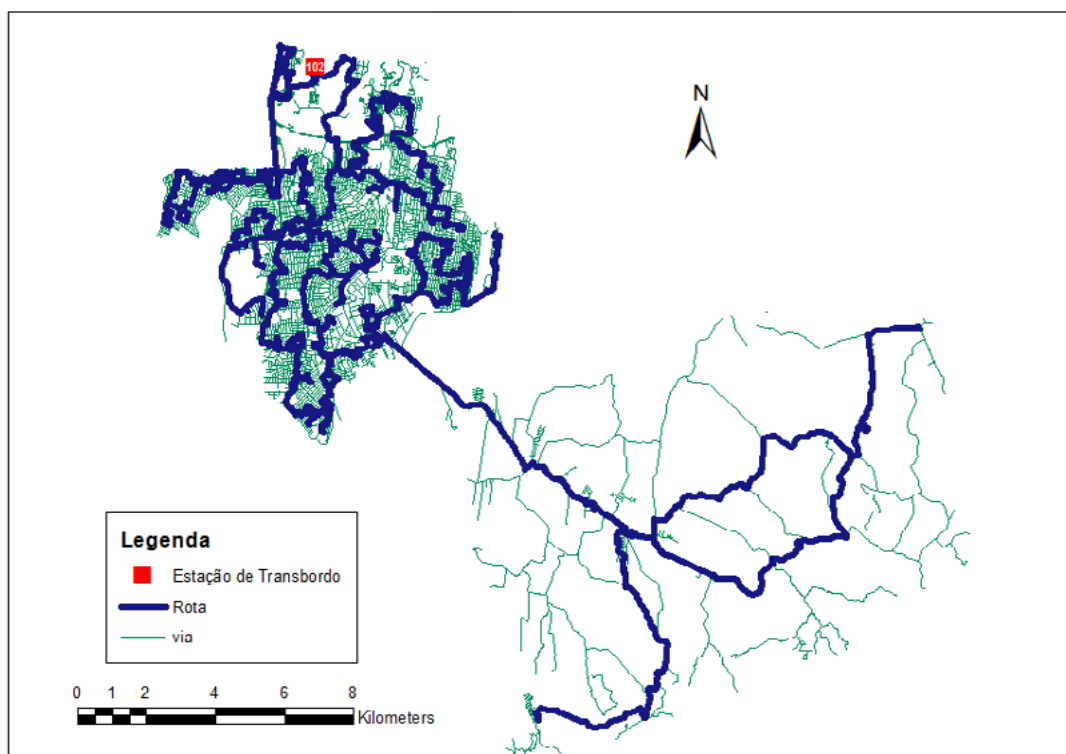 102
N
Legenda
Estação de Transbordo
Rota
via
0 1 2 4 6 8
Kilometers